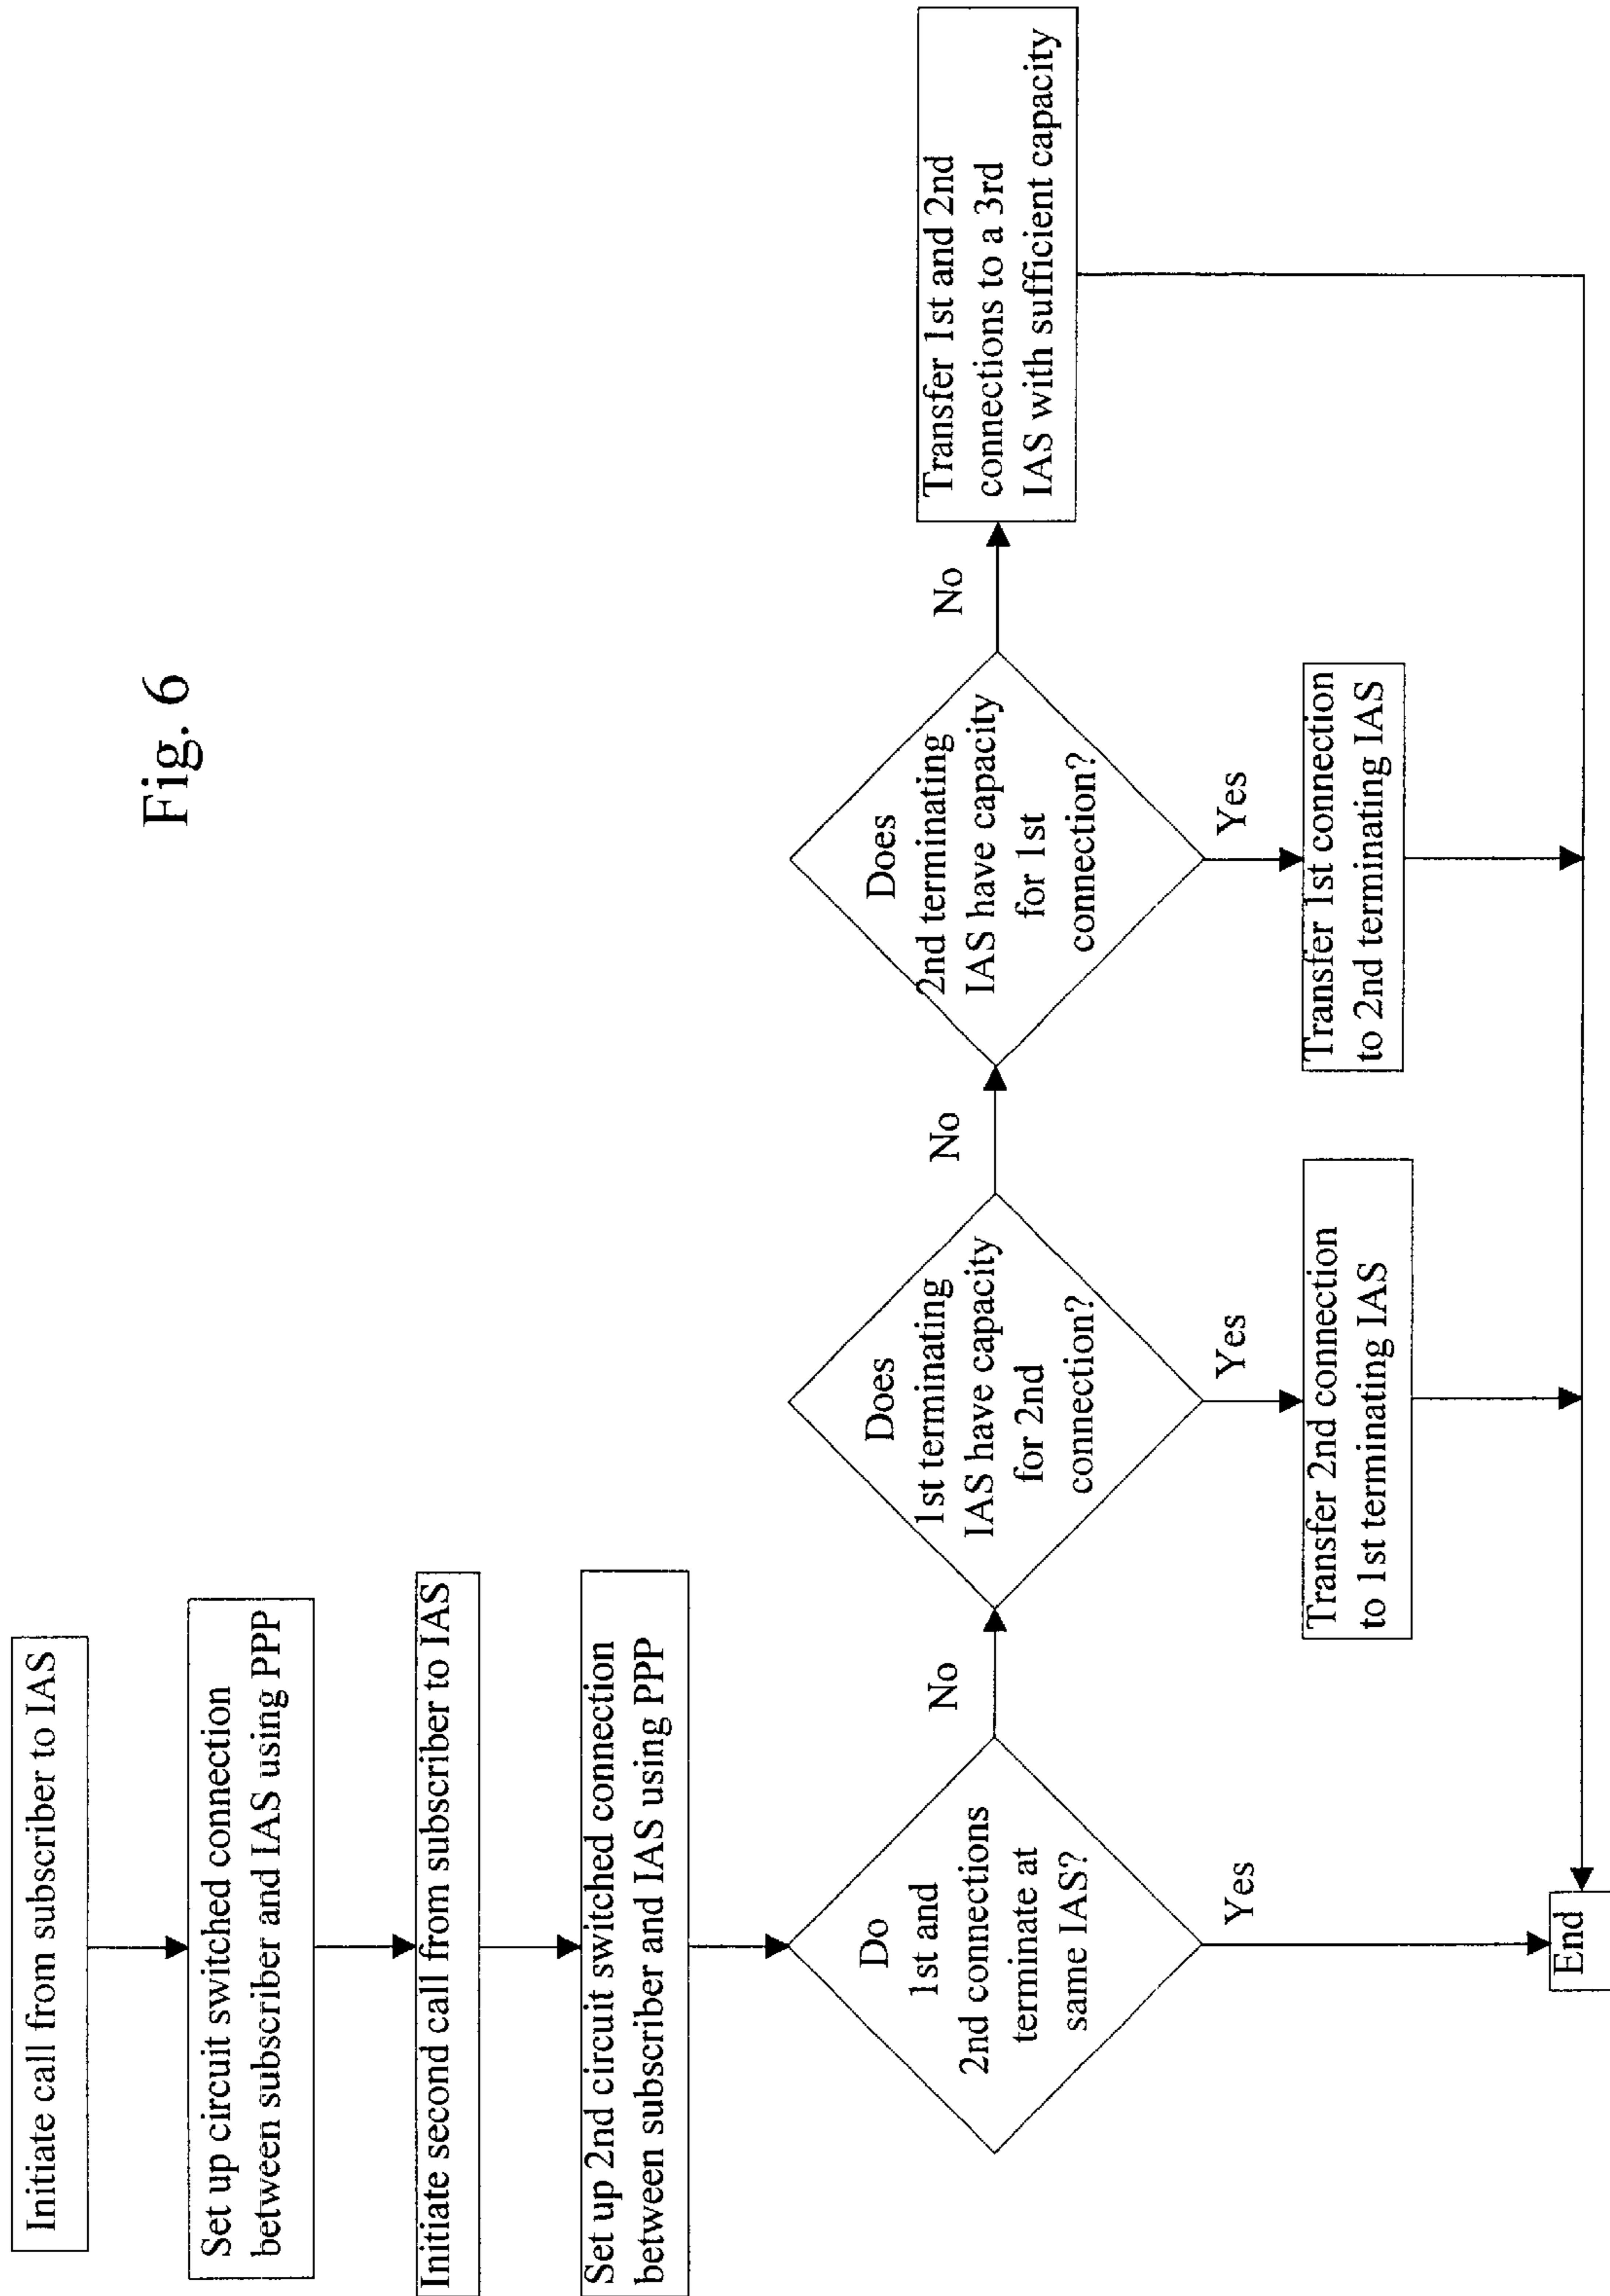 Fig. 6
Initiate call from subscriber to IAS
Set up circuit switched connection
between subscriber and IAS using PPP
Initiate second call from subscriber to IAS
Set up 2nd circuit switched connection
between subscriber and IAS using PPP
Do
1st and
2nd connections
terminate at
same IAS?
No
Yes
Does
1st terminating
IAS have capacity
for 2nd
connection?
No
Yes
Does
2nd terminating
IAS have capacity
for 1st
connection?
No
Yes
Transfer 1st and 2nd
connections to a 3rd
IAS with sufficient capacity
Transfer 2nd connection
to 1st terminating IAS
Transfer 1st connection
to 2nd terminating IAS
End